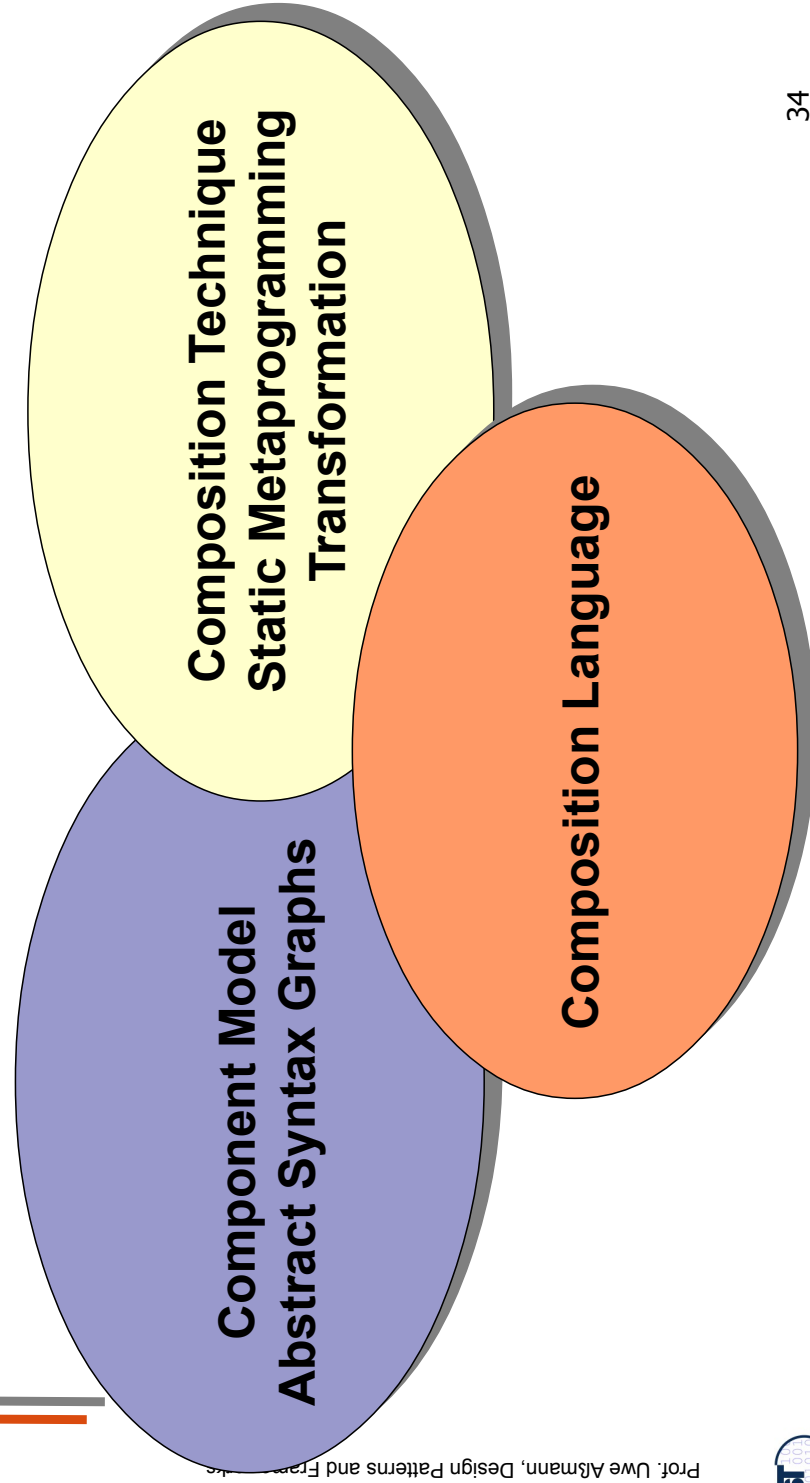 Component Model
Abstract Syntax Graphs
Composition Technique
Static Metaprogramming
Transformation
Composition Language
Prof. Uwe Aßmann, Design Patterns and
34